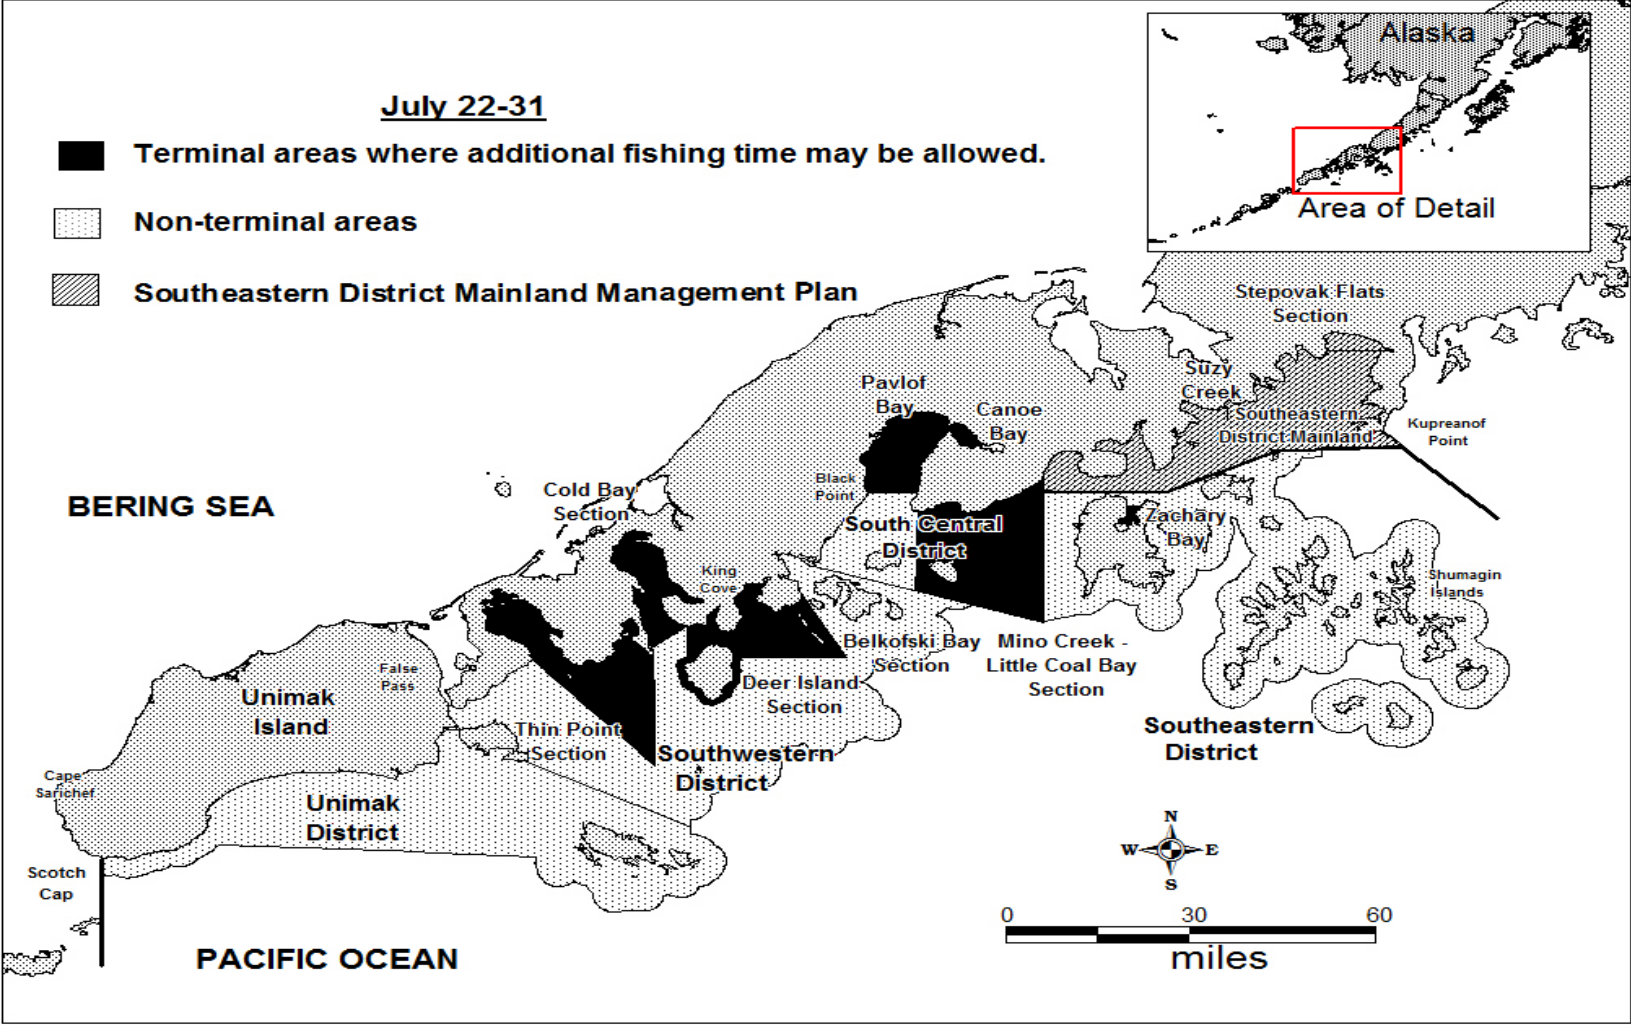 Alaska
Area of Detail
July 22-31
Terminal areas where additional fishing time may be allowed.
Non-terminal areas
Southeastern District Mainland Management Plan
Stepovak Flats
Section
Suzy
Creek
Southeastern
District Mainland
Kupreanof
Point
Pavlof
Bay
Canoe
Bay
Black
Point
BERING SEA
Cold Bay
Section
South Central
District
Zachary
Bay
King
Cove
Shumagin
Islands
Belkofski Bay
Section
Mino Creek -
Little Coal Bay
Section
False
Pass
Deer Island
Section
Unimak
Island
Thin Point
Section
Southwestern
District
Southeastern
District
Cape
Sarichef
Unimak
District
Scotch
Cap
N
W
E
S
0
30
60
miles
PACIFIC OCEAN